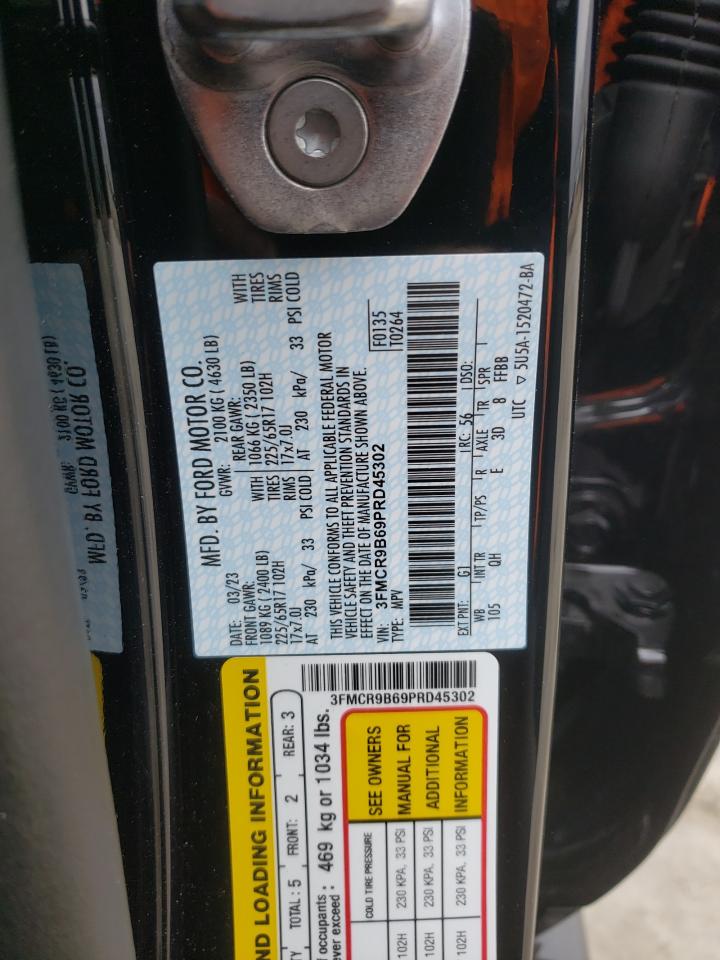 MFD. BY FORD MOTOR CO.
DATE: 03/23 GVWR: 2100 KG ( 4630 LB)
FRONT GAWR: REAR GAWR:
1089 KG ( 2400 LB) WITH 1066 KG ( 2350 LB) WITH
225/65R17 102H TIRES 225/65R17 102H TIRES
17x7.0J RIMS 17x7.0J RIMS
AT 230 kPa/ 33 PSI COLD AT 230 kPa/ 33 PSI COLD
THIS VEHICLE CONFORMS TO ALL APPLICABLE FEDERAL MOTOR
VEHICLE SAFETY AND THEFT PREVENTION STANDARDS IN
EFFECT ON THE DATE OF MANUFACTURE SHOWN ABOVE.
VIN: 3FMCR9B69PRD45302 F0135
TYPE: MPV T0264
EXT PNT: G1 RC: 56 DSO:
WB INT TR TP/PS R AXLE TR SPR
105 QH E 3D 8 FFBB
UTC ▽ 5U5A-1520472-BA
ND LOADING INFORMATION
TY TOTAL : 5 FRONT: 2 REAR: 3
occupants : 469 kg or 1034 lbs.
ever exceed
3FMCR9B69PRD45302
COLD TIRE PRESSURE SEE OWNERS
102H 230 KPA, 33 PSI MANUAL FOR
102H 230 KPA, 33 PSI ADDITIONAL
102H 230 KPA, 33 PSI INFORMATION